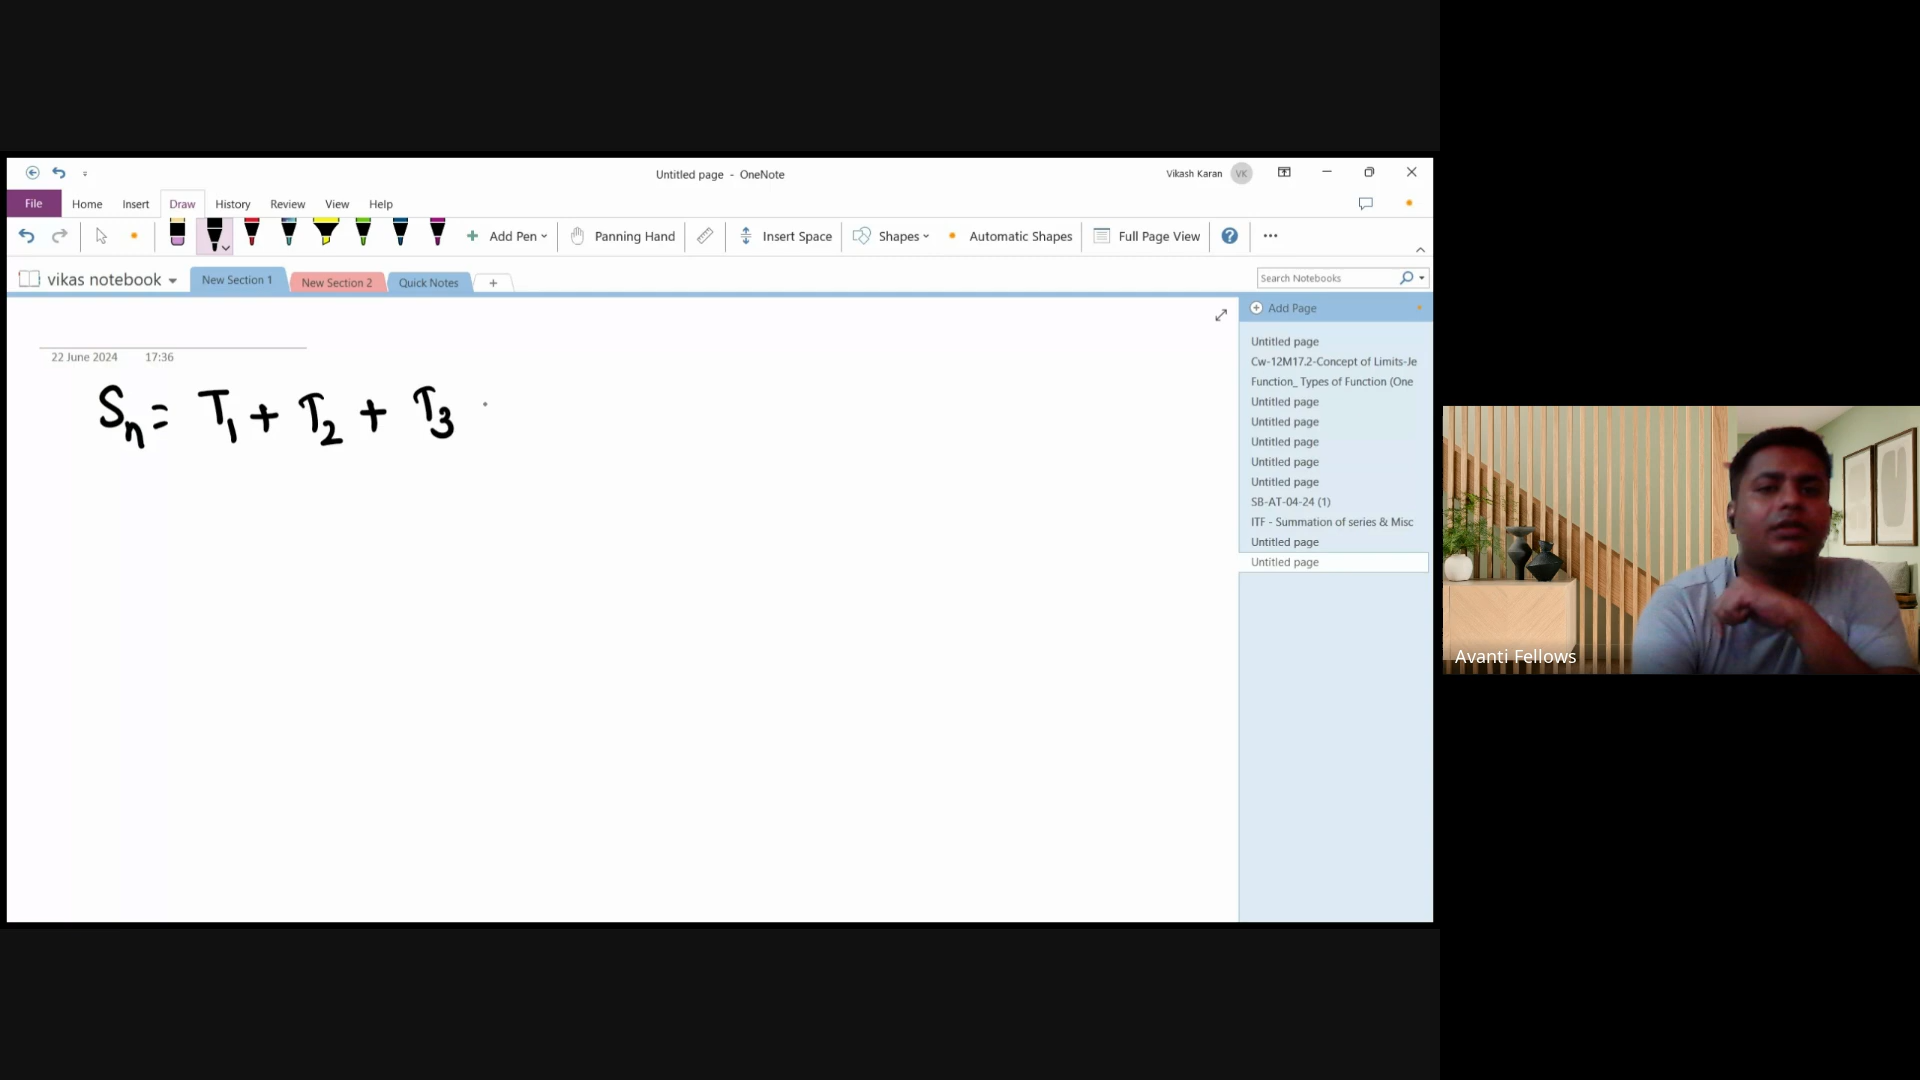 Untitled page - OneNote
Vikash Karan VK
File Home Insert Draw History Review View Help
Add Pen Panning Hand Insert Space Shapes Automatic Shapes Full Page View ? ...
vikas notebook New Section 1 New Section 2 Quick Notes + Search Notebooks
Add Page
22 June 2024 17:36
Sn = T1 + T2 + T3
Untitled page
Cw-12M17.2-Concept of Limits-Je
Function_ Types of Function (One
Untitled page
Untitled page
Untitled page
Untitled page
Untitled page
SB-AT-04-24 (1)
ITF - Summation of series & Misc
Untitled page
Untitled page
Avanti Fellows